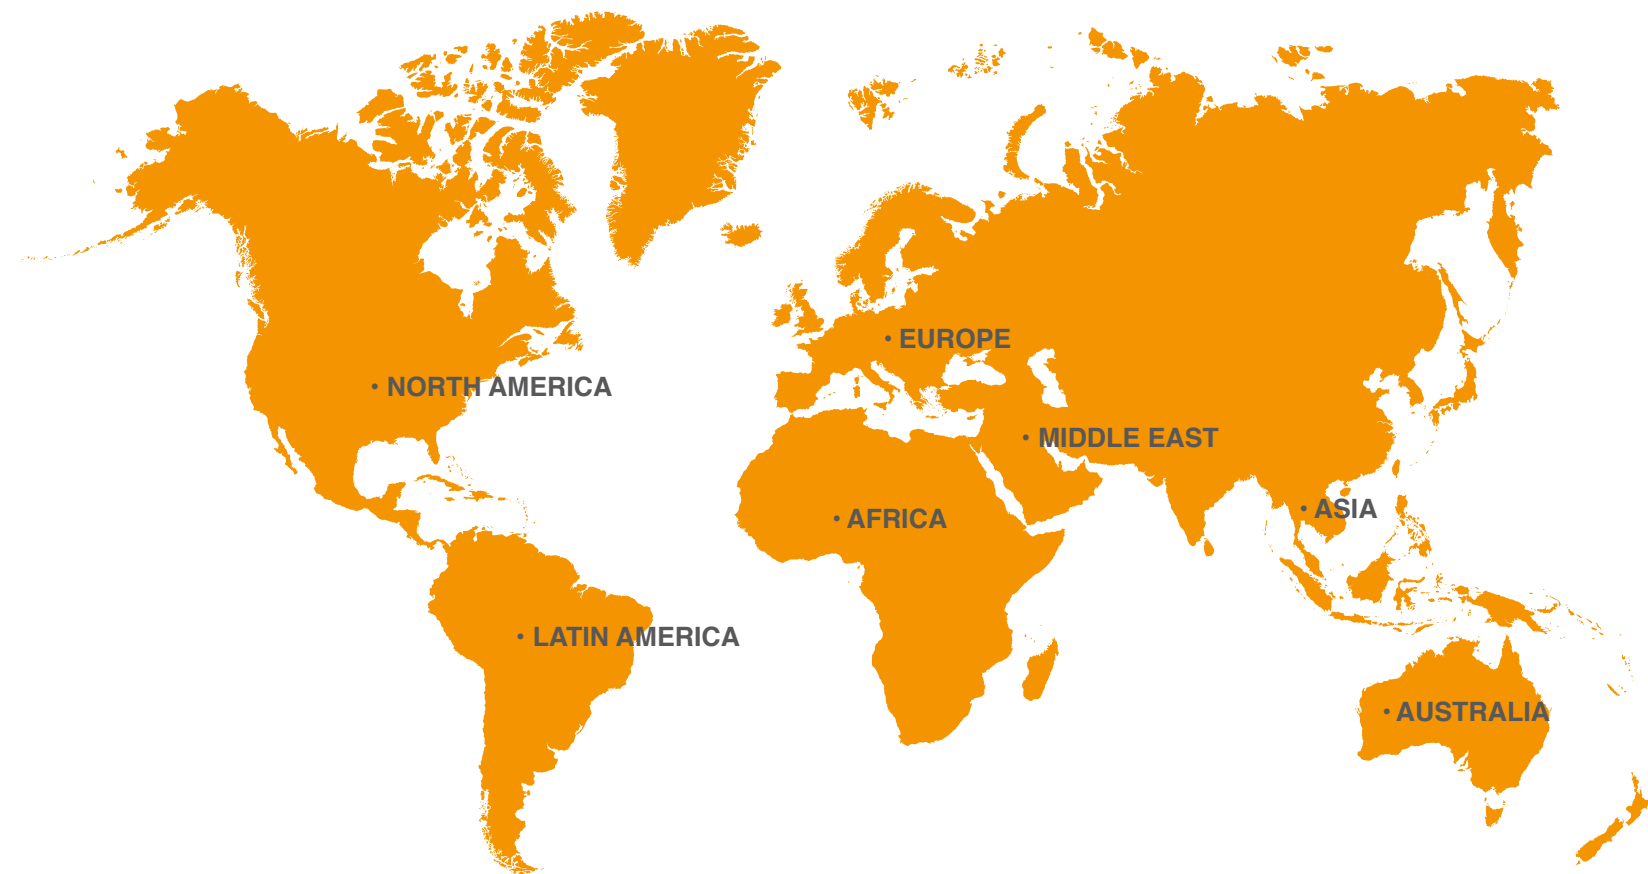 • EUROPE
• NORTH AMERICA
• MIDDLE EAST
• ASIA
• AFRICA
• LATIN AMERICA
• AUSTRALIA